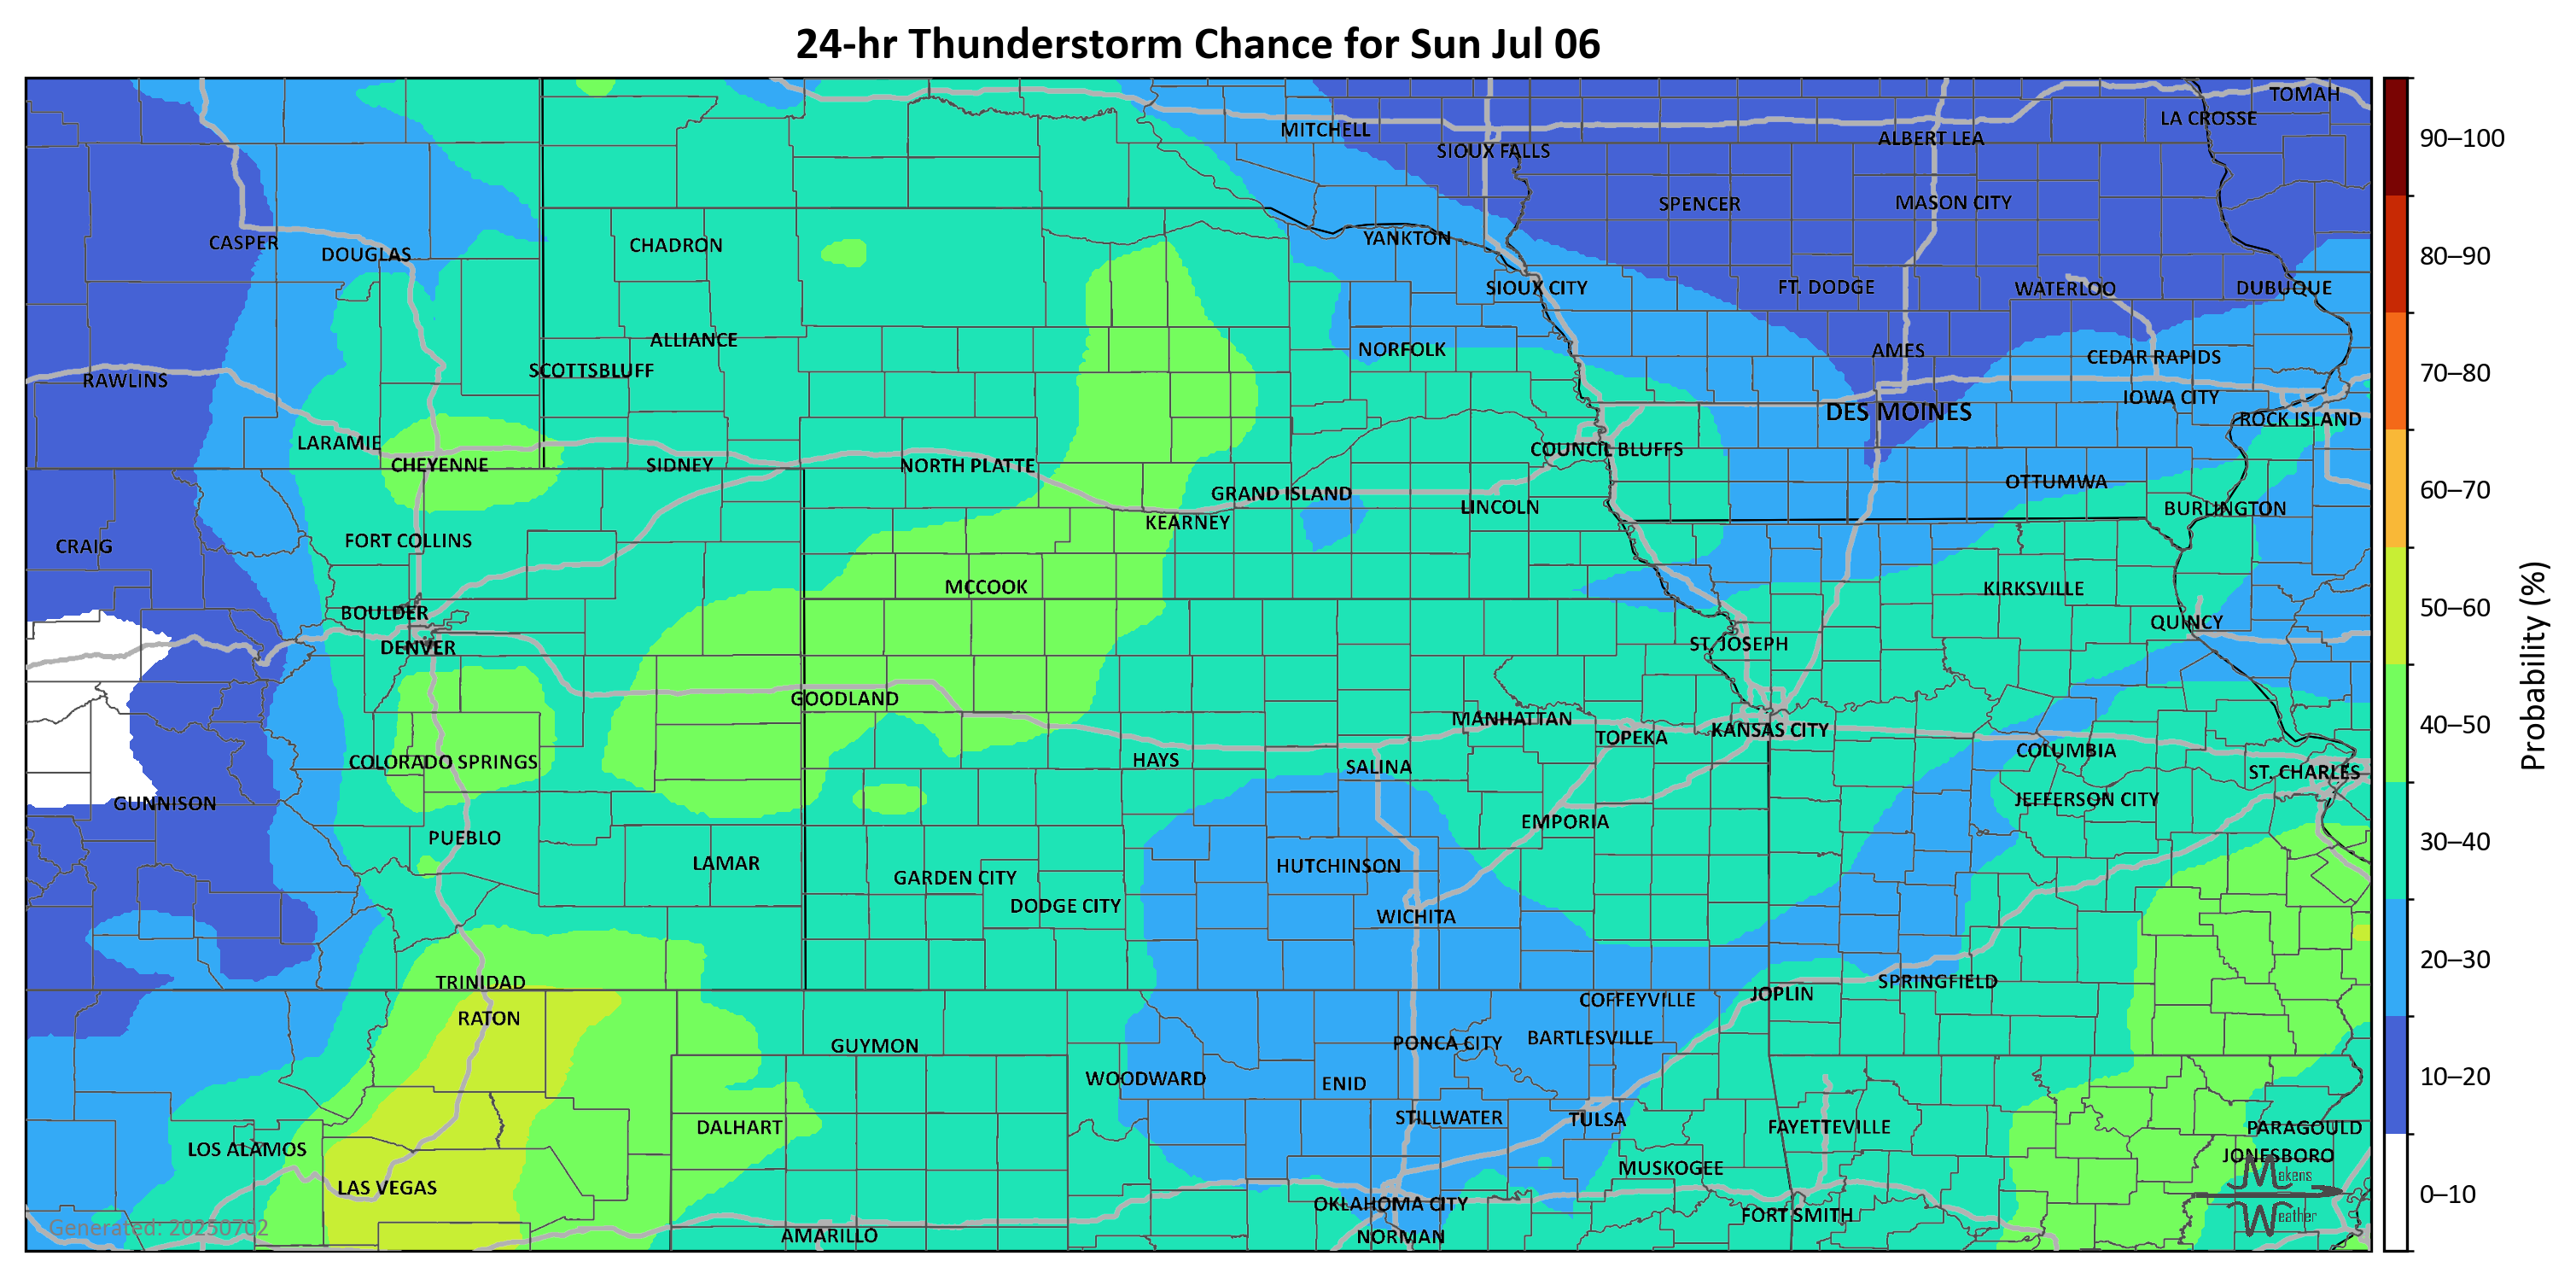 24-hr Thunderstorm Chance for Sun Jul 06
TOMAH
LA CROSSE
MITCHELL
ALBERT LEA
SIOUX FALLS
SPENCER
MASON CITY
CASPER
DOUGLAS
CHADRON
YANKTON
SIOUX CITY
FT. DODGE
WATERLOO
DUBUQUE
ALLIANCE
NORFOLK
AMES
CEDAR RAPIDS
RAWLINS
SCOTTSBLUFF
IOWA CITY
DES MOINES
ROCK ISLAND
LARAMIE
COUNCIL BLUFFS
CHEYENNE
SIDNEY
NORTH PLATTE
OTTUMWA
GRAND ISLAND
LINCOLN
BURLINGTON
KEARNEY
CRAIG
FORT COLLINS
MCCOOK
KIRKSVILLE
BOULDER
QUINCY
DENVER
ST. JOSEPH
GOODLAND
MANHATTAN
TOPEKA
KANSAS CITY
COLUMBIA
COLORADO SPRINGS
HAYS
SALINA
ST. CHARLES
GUNNISON
JEFFERSON CITY
EMPORIA
PUEBLO
LAMAR
HUTCHINSON
GARDEN CITY
DODGE CITY
WICHITA
TRINIDAD
SPRINGFIELD
JOPLIN
COFFEYVILLE
RATON
GUYMON
PONCA CITY
BARTLESVILLE
WOODWARD
ENID
STILLWATER
TULSA
DALHART
FAYETTEVILLE
PARAGOULD
LOS ALAMOS
JONESBORO
MUSKOGEE
LAS VEGAS
OKLAHOMA CITY
FORT SMITH
AMARILLO
NORMAN
Generated: 20250702
Makens
Weather
90–100
80–90
70–80
60–70
50–60
40–50
30–40
20–30
10–20
0–10
Probability (%)